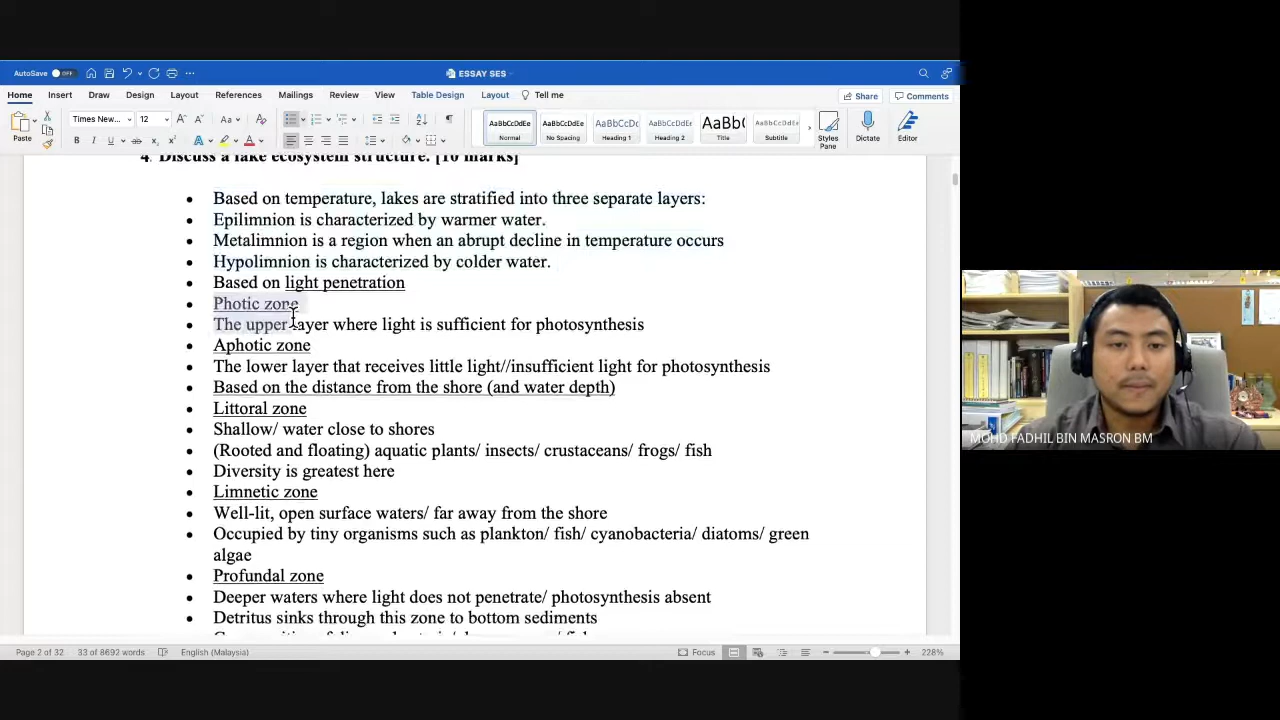 AutoSave OFF
ESSAY SES
Home Insert Draw Design Layout References Mailings Review View Table Design Layout Tell me
Share Comments
Paste
Times New... 12
AaBbCcDdEe AaBbCcDdEe AaBbCcDc AaBbCcDdEe AaBb( AaBbCcDdEe
Normal No Spacing Heading 1 Heading 2 Title Subtitle
Styles Pane
Dictate
Editor
4. Discuss a lake ecosystem structure. [10 marks]
• Based on temperature, lakes are stratified into three separate layers:
• Epilimnion is characterized by warmer water.
• Metalimnion is a region when an abrupt decline in temperature occurs
• Hypolimnion is characterized by colder water.
• Based on light penetration
• Photic zone
• The upper layer where light is sufficient for photosynthesis
• Aphotic zone
• The lower layer that receives little light//insufficient light for photosynthesis
• Based on the distance from the shore (and water depth)
• Littoral zone
• Shallow/ water close to shores
• (Rooted and floating) aquatic plants/ insects/ crustaceans/ frogs/ fish
• Diversity is greatest here
• Limnetic zone
• Well-lit, open surface waters/ far away from the shore
• Occupied by tiny organisms such as plankton/ fish/ cyanobacteria/ diatoms/ green
algae
• Profundal zone
• Deeper waters where light does not penetrate/ photosynthesis absent
• Detritus sinks through this zone to bottom sediments
Page 2 of 32 33 of 8692 words English (Malaysia) Focus 228%
MOHD FADHIL BIN MASRON BM